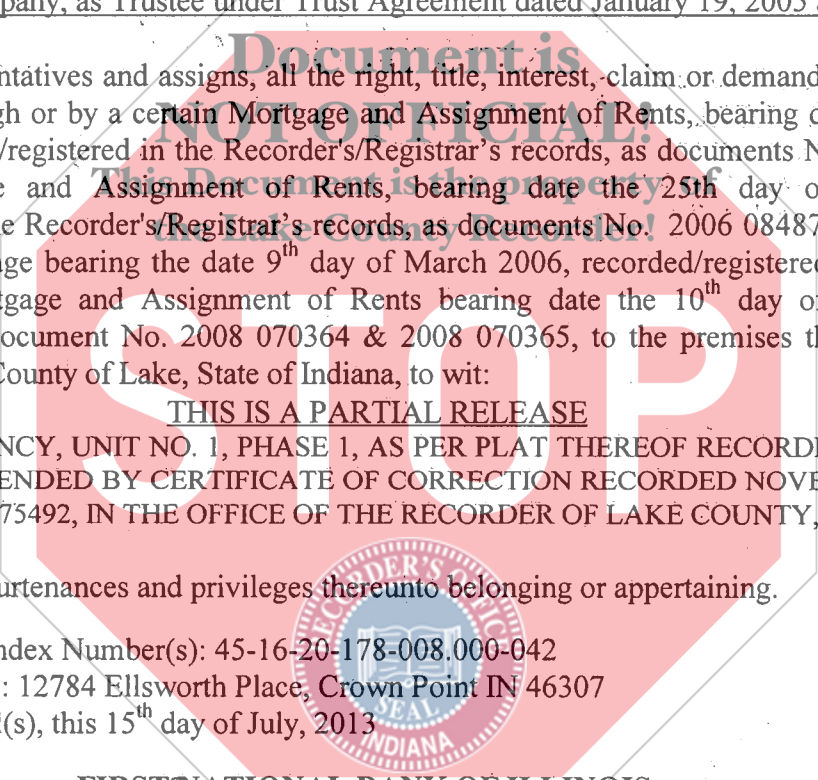 pany, as Trustee under Trust Agreement dated January 19, 2005
Document is
ntatives and assigns, all the right, title, interest, claim or demand
NOT OFFICIAL!
gh or by a certain Mortgage and Assignment of Rents, bearing
/registered in the Recorder's/Registrar's records, as documents N
This Document is the property of
e and Assignment of Rents, bearing date the 25th day o
the Lake County Recorder!
e Recorder's/Registrar's records, as documents No. 2006 08487
age bearing the date 9th day of March 2006, recorded/registered
tgage and Assignment of Rents bearing date the 10th day o
ocument No. 2008 070364 & 2008 070365, to the premises th
County of Lake, State of Indiana, to wit:
STOP
THIS IS A PARTIAL RELEASE
NCY, UNIT NO. 1, PHASE 1, AS PER PLAT THEREOF RECORD
ENDED BY CERTIFICATE OF CORRECTION RECORDED NOVE
75492, IN THE OFFICE OF THE RECORDER OF LAKE COUNTY,
urtenances and privileges thereunto belonging or appertaining.
RECORDER'S OFFICE
ndex Number(s): 45-16-20-178-008.000-042
: 12784 Ellsworth Place, Crown Point IN 46307
SEAL
l(s), this 15th day of July, 2013
INDIANA
FIRST NATIONAL BANK OF ILLINOIS